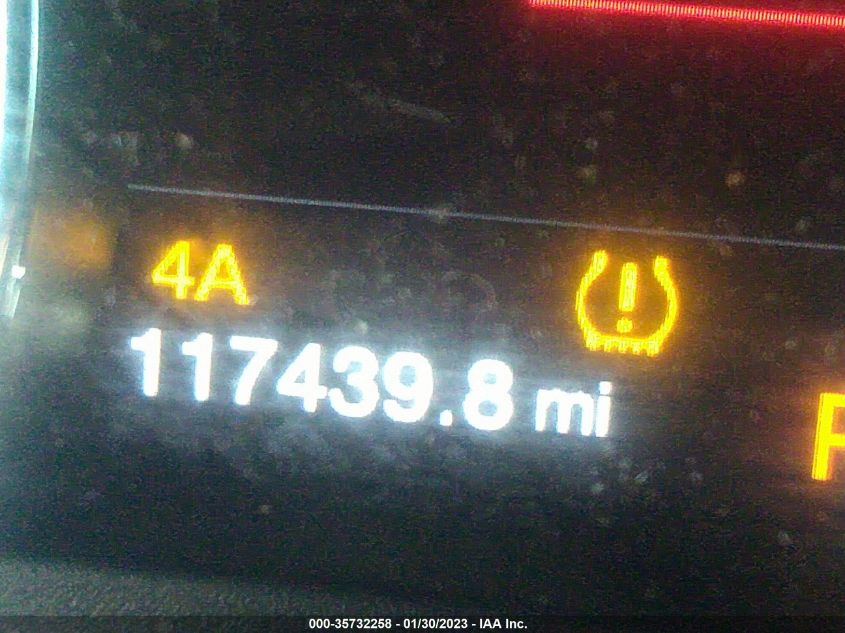 4A
117439.8 mi
000-35732258 - 01/30/2023 - IAA Inc.